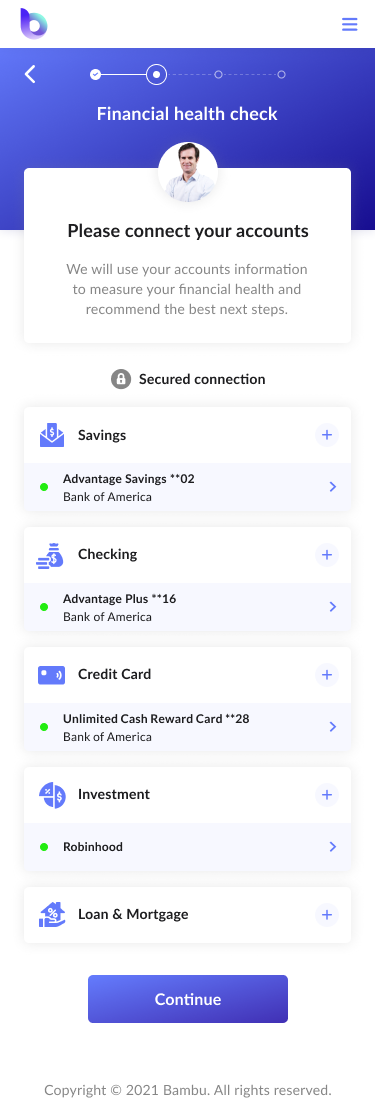 Financial health check
Please connect your accounts
We will use your accounts information
to measure your financial health and
recommend the best next steps.
Secured connection
Savings
Advantage Savings **02
Bank of America
Checking
Advantage Plus **16
Bank of America
Credit Card
Unlimited Cash Reward Card **28
Bank of America
Investment
Robinhood
Loan & Mortgage
Continue
Copyright © 2021 Bambu. All rights reserved.